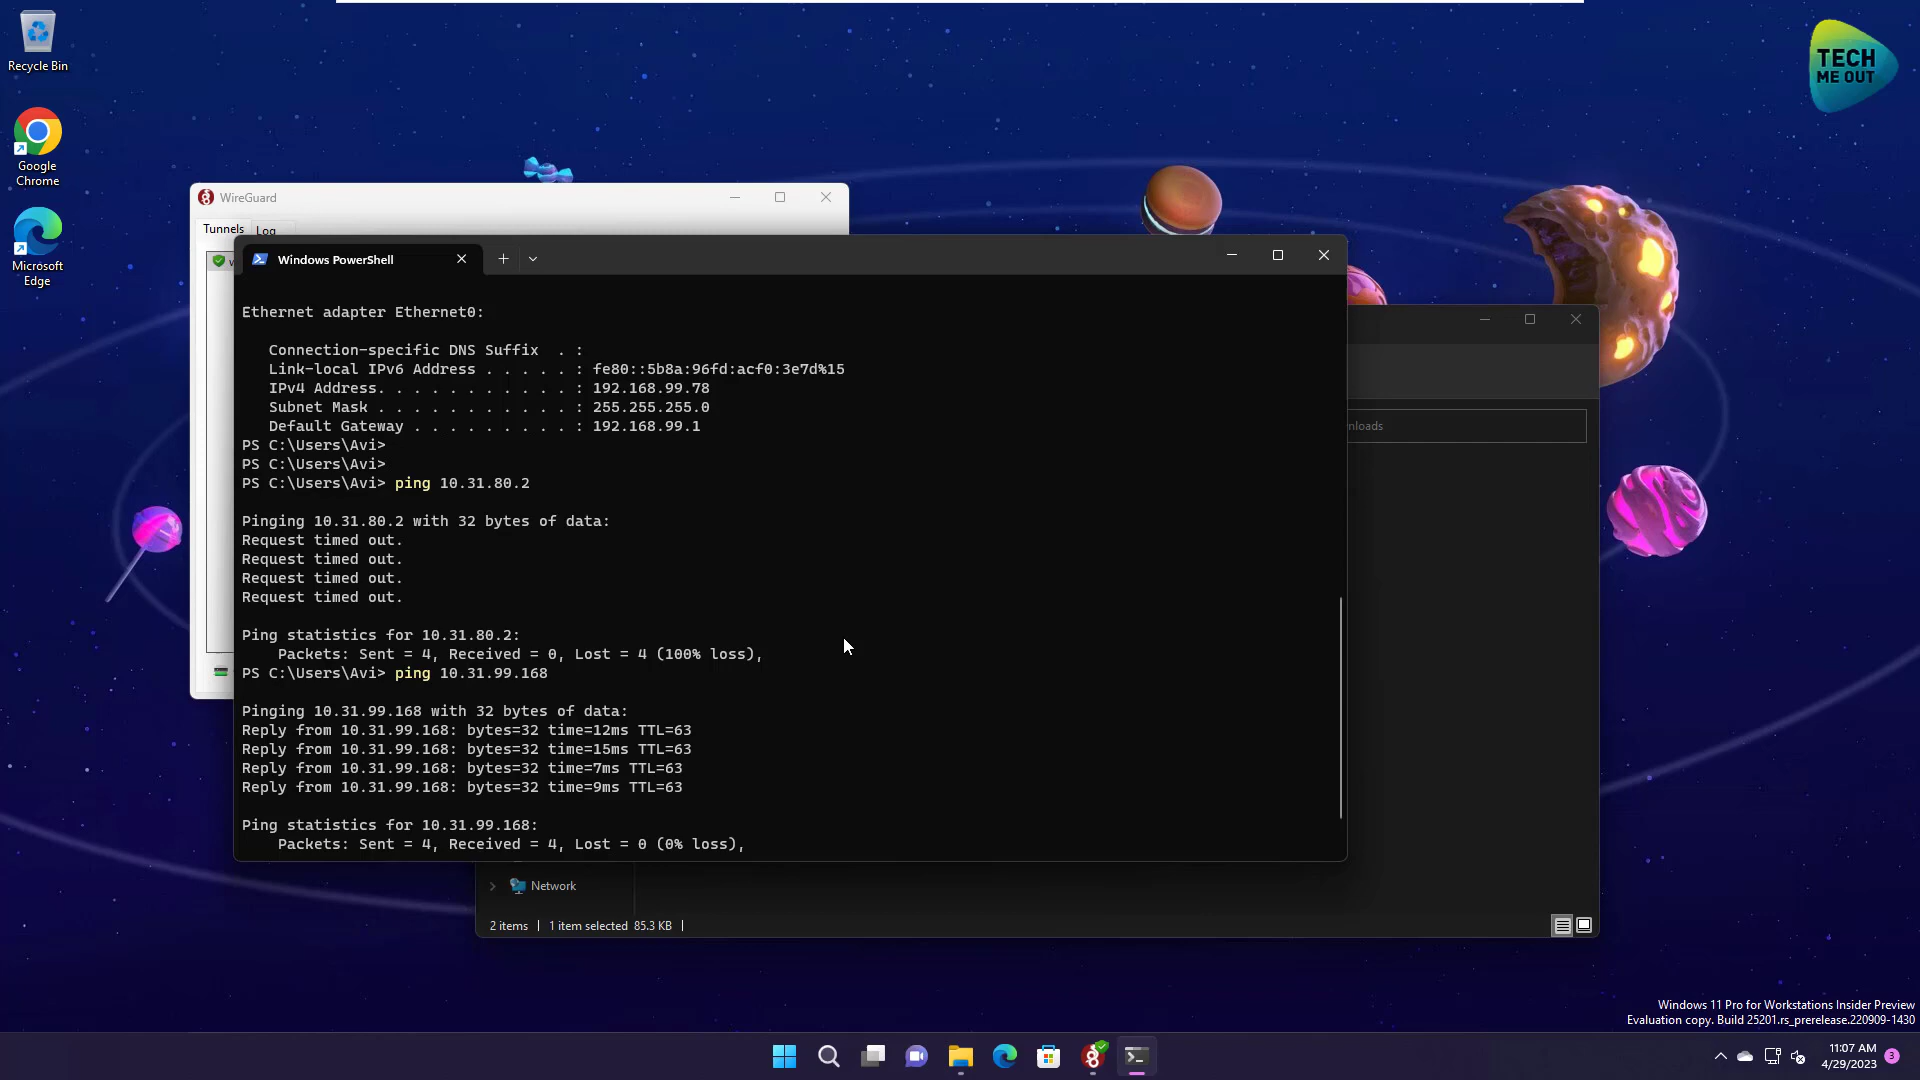 Recycle Bin
Google
Chrome
Microsoft
Edge
TECH
ME OUT
WireGuard
Tunnels
Log
Windows PowerShell
Ethernet adapter Ethernet0:
Connection-specific DNS Suffix  . :
Link-local IPv6 Address . . . . . : fe80::5b8a:96fd:acf0:3e7d%15
IPv4 Address. . . . . . . . . . . : 192.168.99.78
Subnet Mask . . . . . . . . . . . : 255.255.255.0
Default Gateway . . . . . . . . . : 192.168.99.1
PS C:\Users\Avi>
PS C:\Users\Avi>
PS C:\Users\Avi> ping 10.31.80.2
Pinging 10.31.80.2 with 32 bytes of data:
Request timed out.
Request timed out.
Request timed out.
Request timed out.
Ping statistics for 10.31.80.2:
Packets: Sent = 4, Received = 0, Lost = 4 (100% loss),
PS C:\Users\Avi> ping 10.31.99.168
Pinging 10.31.99.168 with 32 bytes of data:
Reply from 10.31.99.168: bytes=32 time=12ms TTL=63
Reply from 10.31.99.168: bytes=32 time=15ms TTL=63
Reply from 10.31.99.168: bytes=32 time=7ms TTL=63
Reply from 10.31.99.168: bytes=32 time=9ms TTL=63
Ping statistics for 10.31.99.168:
Packets: Sent = 4, Received = 4, Lost = 0 (0% loss),
nloads
Network
2 items
1 item selected 85.3 KB
Windows 11 Pro for Workstations Insider Preview
Evaluation copy. Build 25201.rs_prerelease.220909-1430
11:07 AM
4/29/2023
3